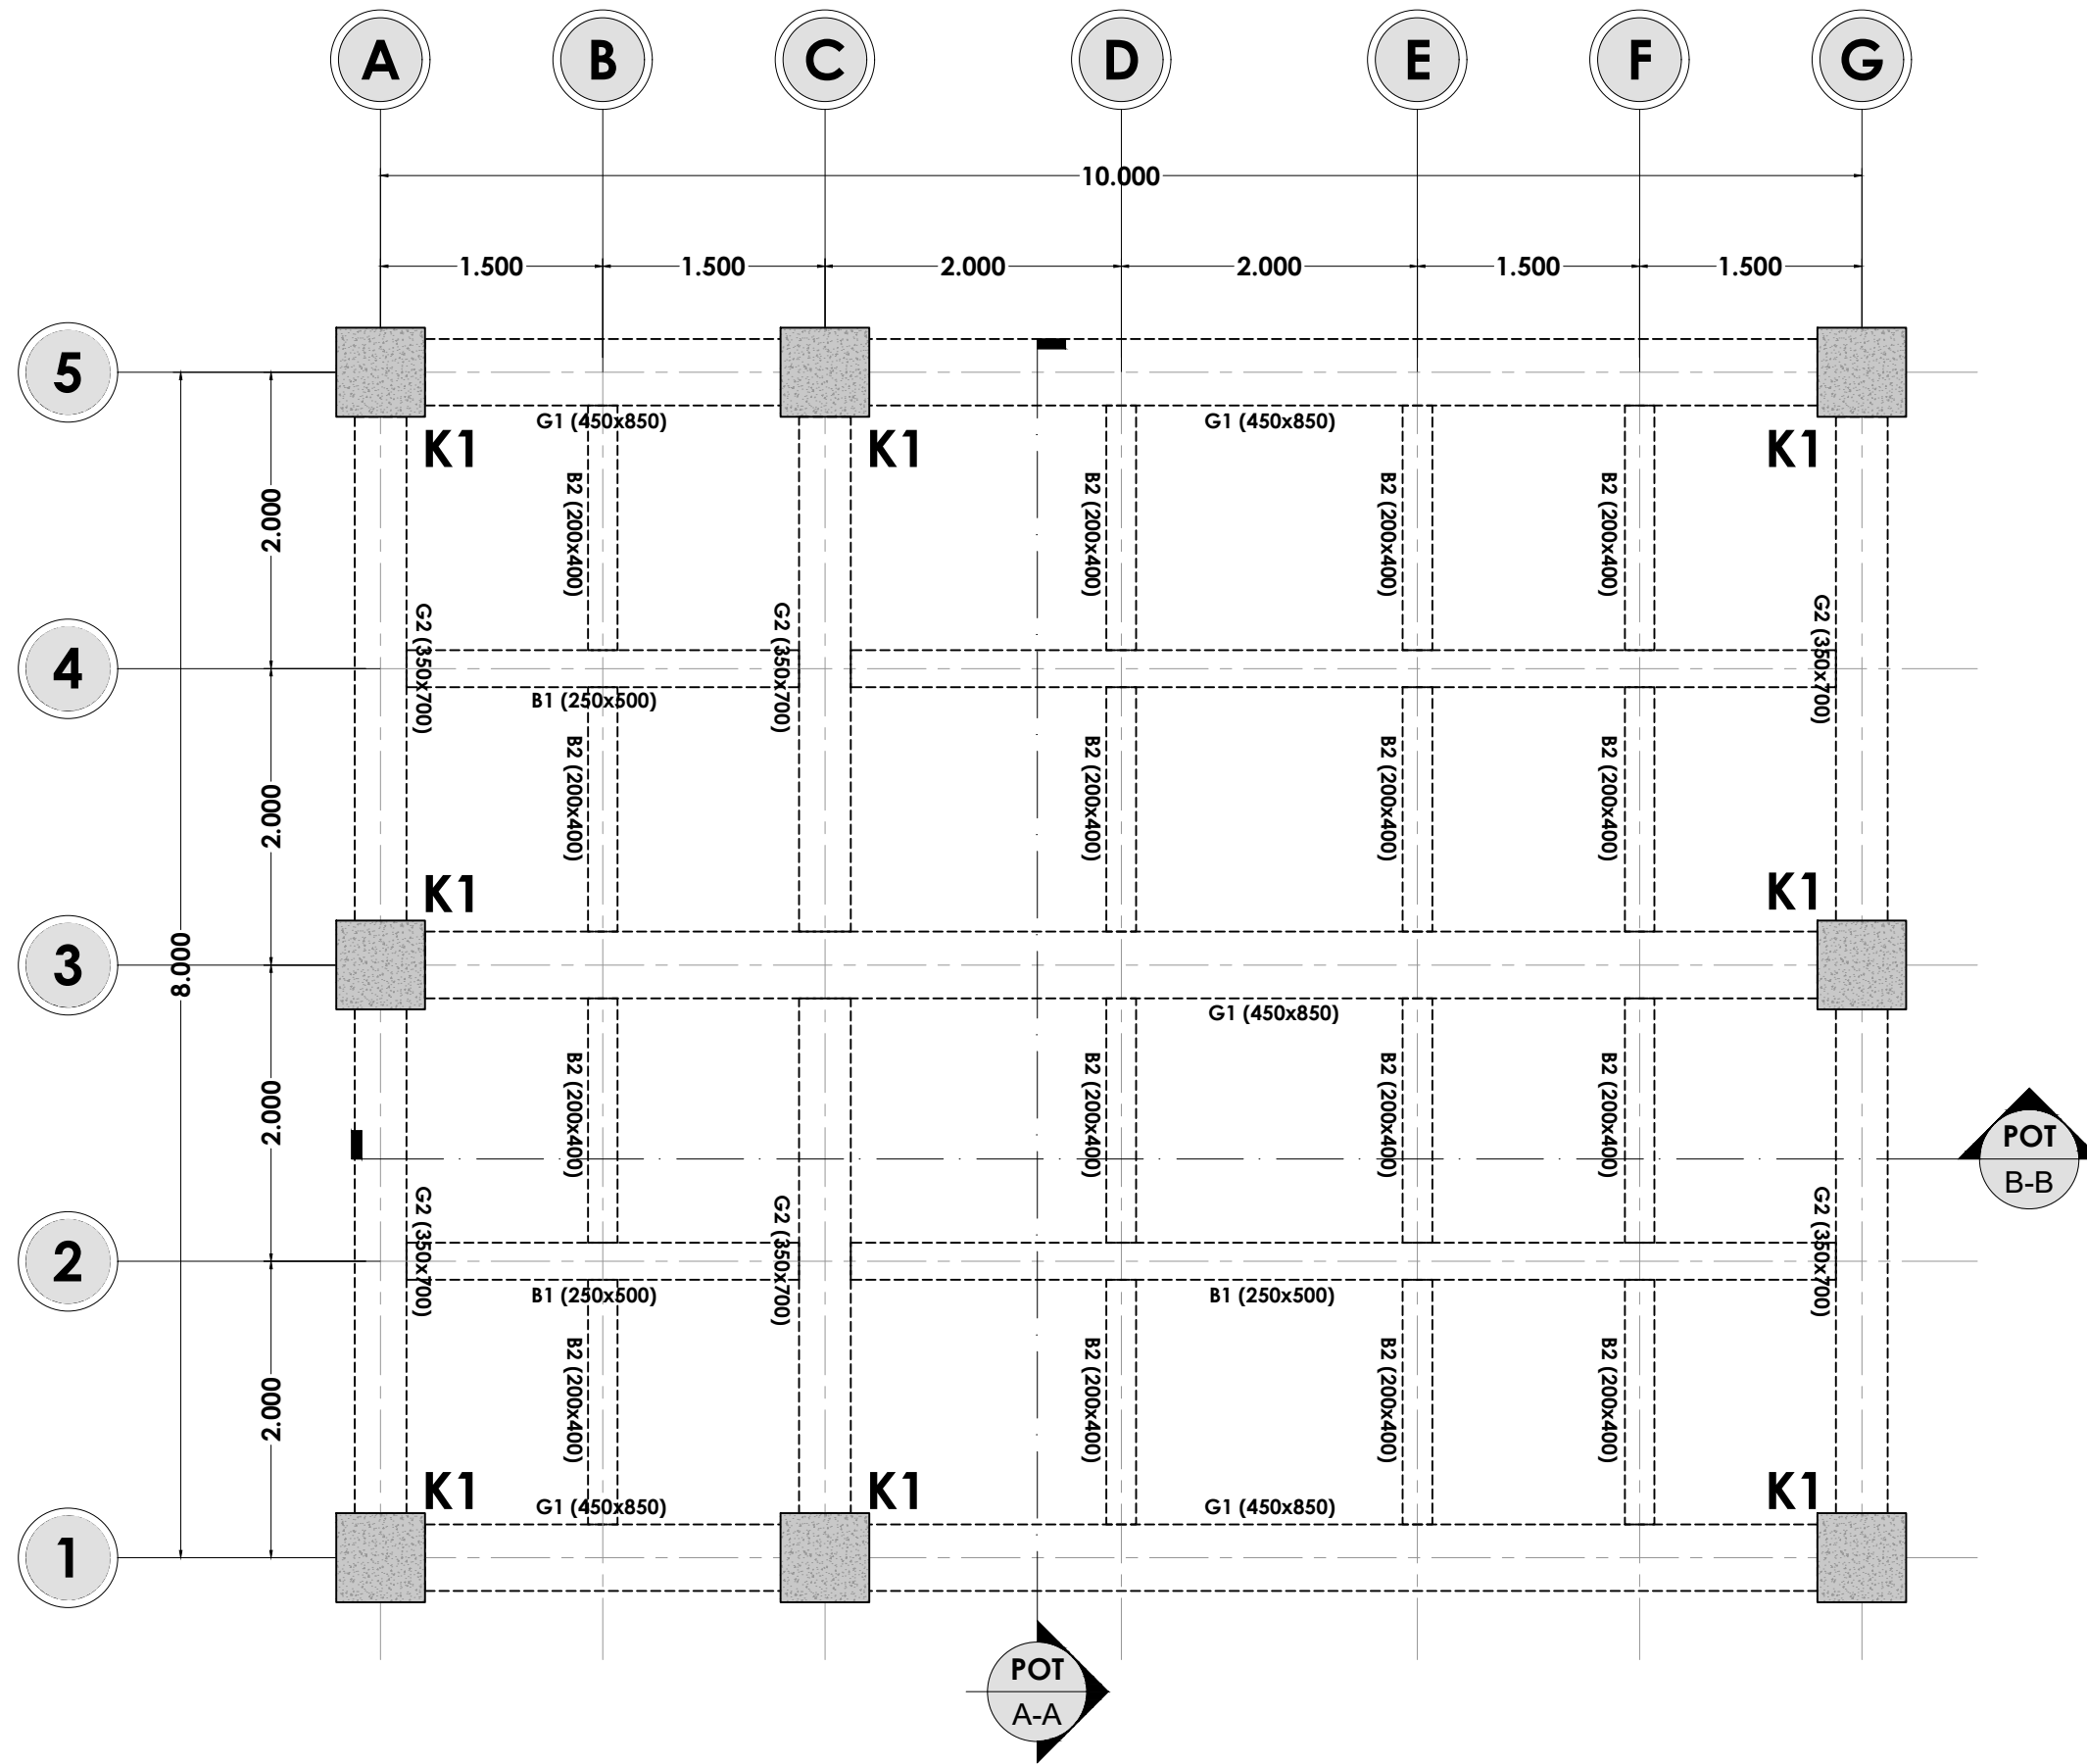 A B C D E F G
10.000
1.500 1.500 2.000 2.000 1.500 1.500
5
G1 (450x850) G1 (450x850)
K1 K1 K1
2.000
B2 (200x400) B2 (200x400) B2 (200x400) B2 (200x400)
G2 (350x700) G2 (350x700) G2 (350x700)
4
B1 (250x500)
2.000
B2 (200x400) B2 (200x400) B2 (200x400) B2 (200x400)
K1 K1
8.000
3
G1 (450x850)
2.000
B2 (200x400) B2 (200x400) B2 (200x400) B2 (200x400)
POT
B-B
G2 (350x700) G2 (350x700) G2 (350x700)
2
B1 (250x500) B1 (250x500)
2.000
B2 (200x400) B2 (200x400) B2 (200x400) B2 (200x400)
K1 K1 K1
G1 (450x850) G1 (450x850)
1
POT
A-A